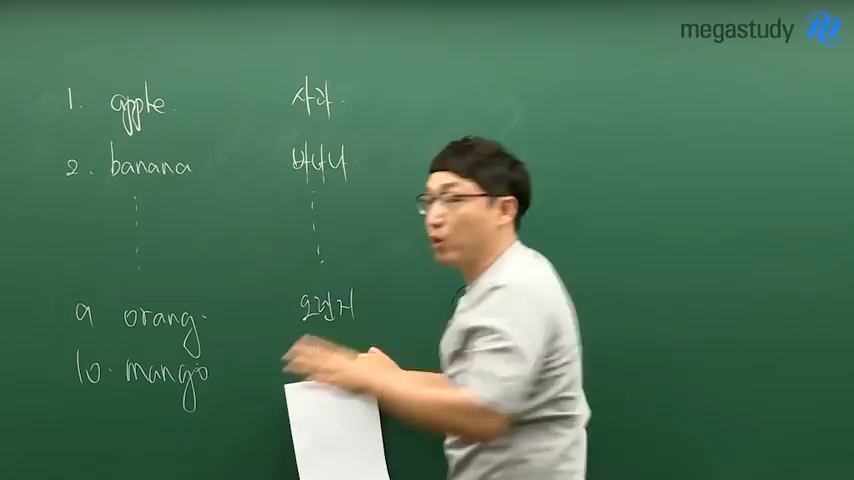 megastudy
1. apple. 사과.
2. banana 바나나
9 orang. 오렌지
10. mango